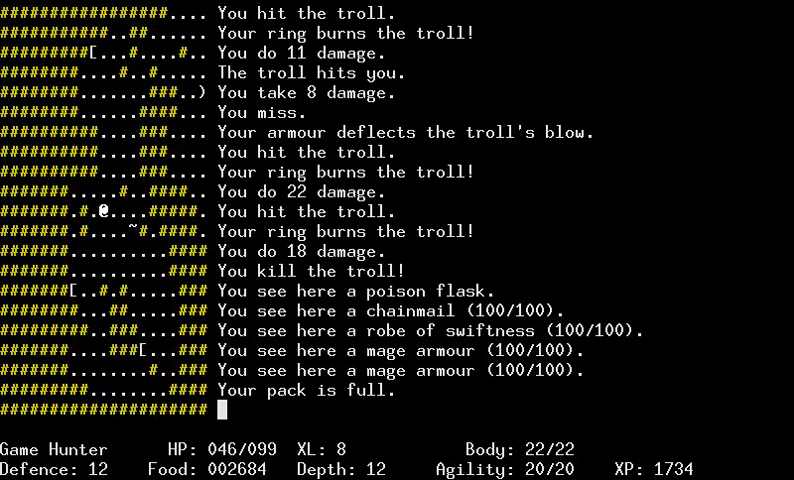 #################.... You hit the troll.
###########..##...... Your ring burns the troll!
#########[...#....#.. You do 11 damage.
########....#..#..... The troll hits you.
########.......###..) You take 8 damage.
########......####... You miss.
##########....###.... Your armour deflects the troll's blow.
##########....###.... You hit the troll.
##########....###.... Your ring burns the troll!
#######.....#..####.. You do 22 damage.
#######.#.@....#####. You hit the troll.
#######.#....~#.####. Your ring burns the troll!
#######..........#### You do 18 damage.
#######..........#### You kill the troll!
#######[..#.#.....### You see here a poison flask.
########...##.....### You see here a chainmail (100/100).
#########..###....### You see here a robe of swiftness (100/100).
#######....###[...### You see here a mage armour (100/100).
#######........#..### You see here a mage armour (100/100).
#########........#### Your pack is full.
#####################
Game Hunter HP: 046/099 XL: 8 Body: 22/22
Defence: 12 Food: 002684 Depth: 12 Agility: 20/20 XP: 1734